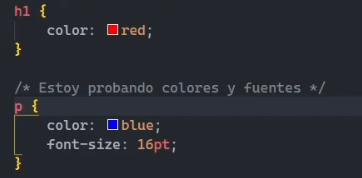 h1 {
    color: red;
}

/* Estoy probando colores y fuentes */
p {
    color: blue;
    font-size: 16pt;
}